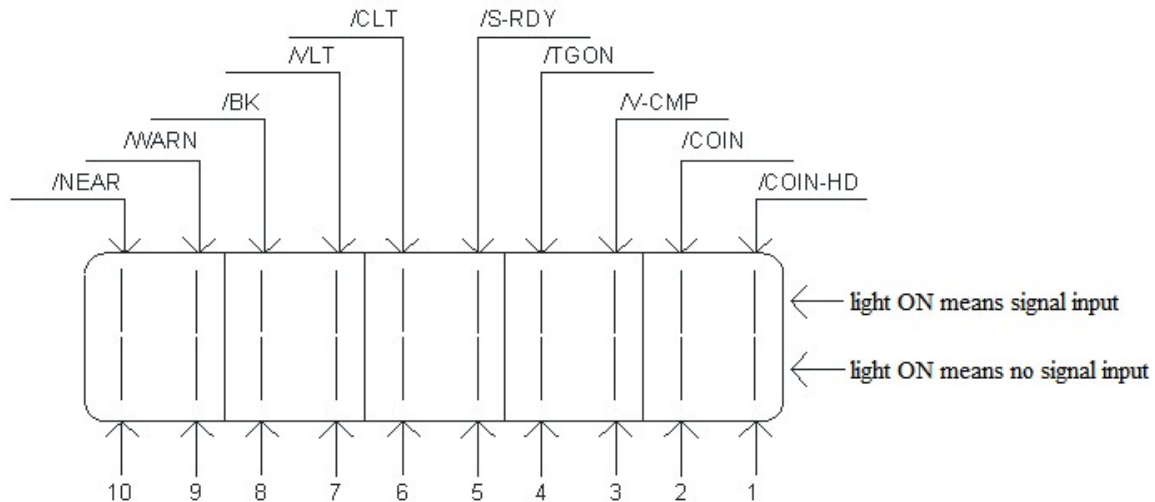 /CLT /S-RDY
/VLT /TGON
/BK /V-CMP
/WARN /COIN
/NEAR /COIN-HD
light ON means signal input
light ON means no signal input
10 9 8 7 6 5 4 3 2 1